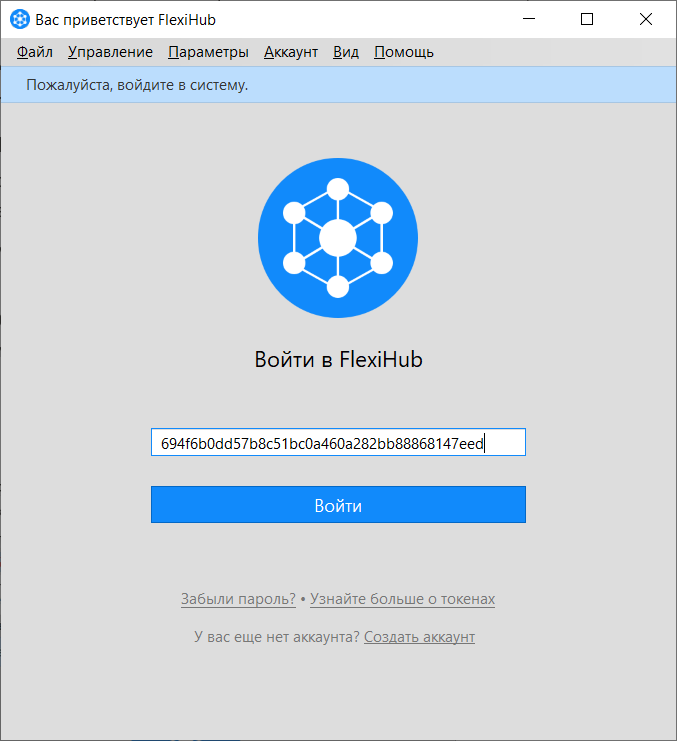 Вас приветствует FlexiHub
Файл Управление Параметры Аккаунт Вид Помощь
Пожалуйста, войдите в систему.
Войти в FlexiHub
694f6b0dd57b8c51bc0a460a282bb88868147eed
Войти
Забыли пароль? • Узнайте больше о токенах
У вас еще нет аккаунта? Создать аккаунт